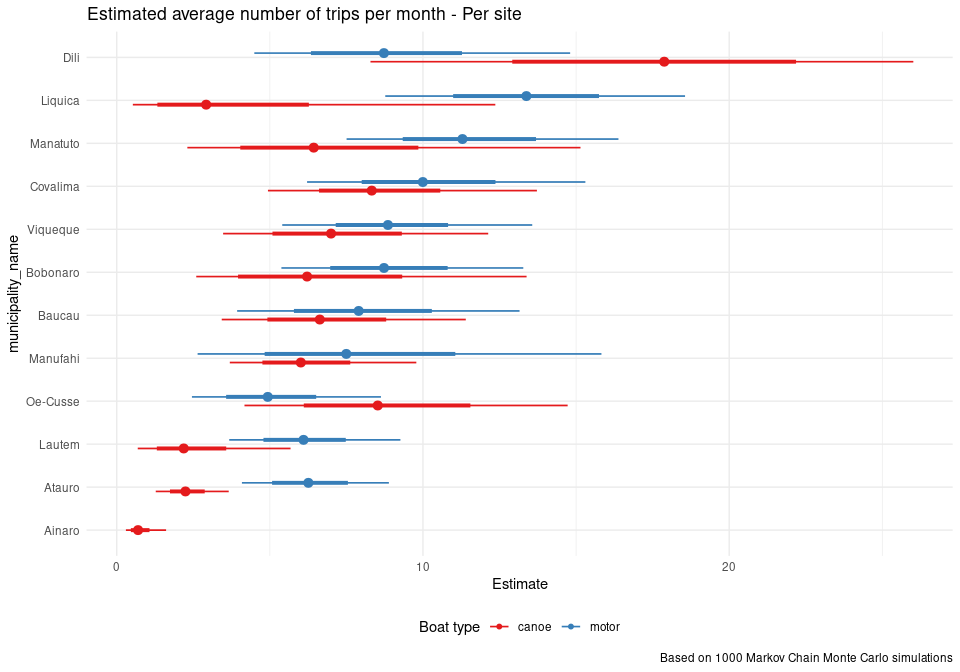 Estimated average number of trips per month - Per site
municipality_name
Dili
Liquica
Manatuto
Covalima
Viqueque
Bobonaro
Baucau
Manufahi
Oe-Cusse
Lautem
Atauro
Ainaro
0 10 20
Estimate
Boat type canoe motor
Based on 1000 Markov Chain Monte Carlo simulations